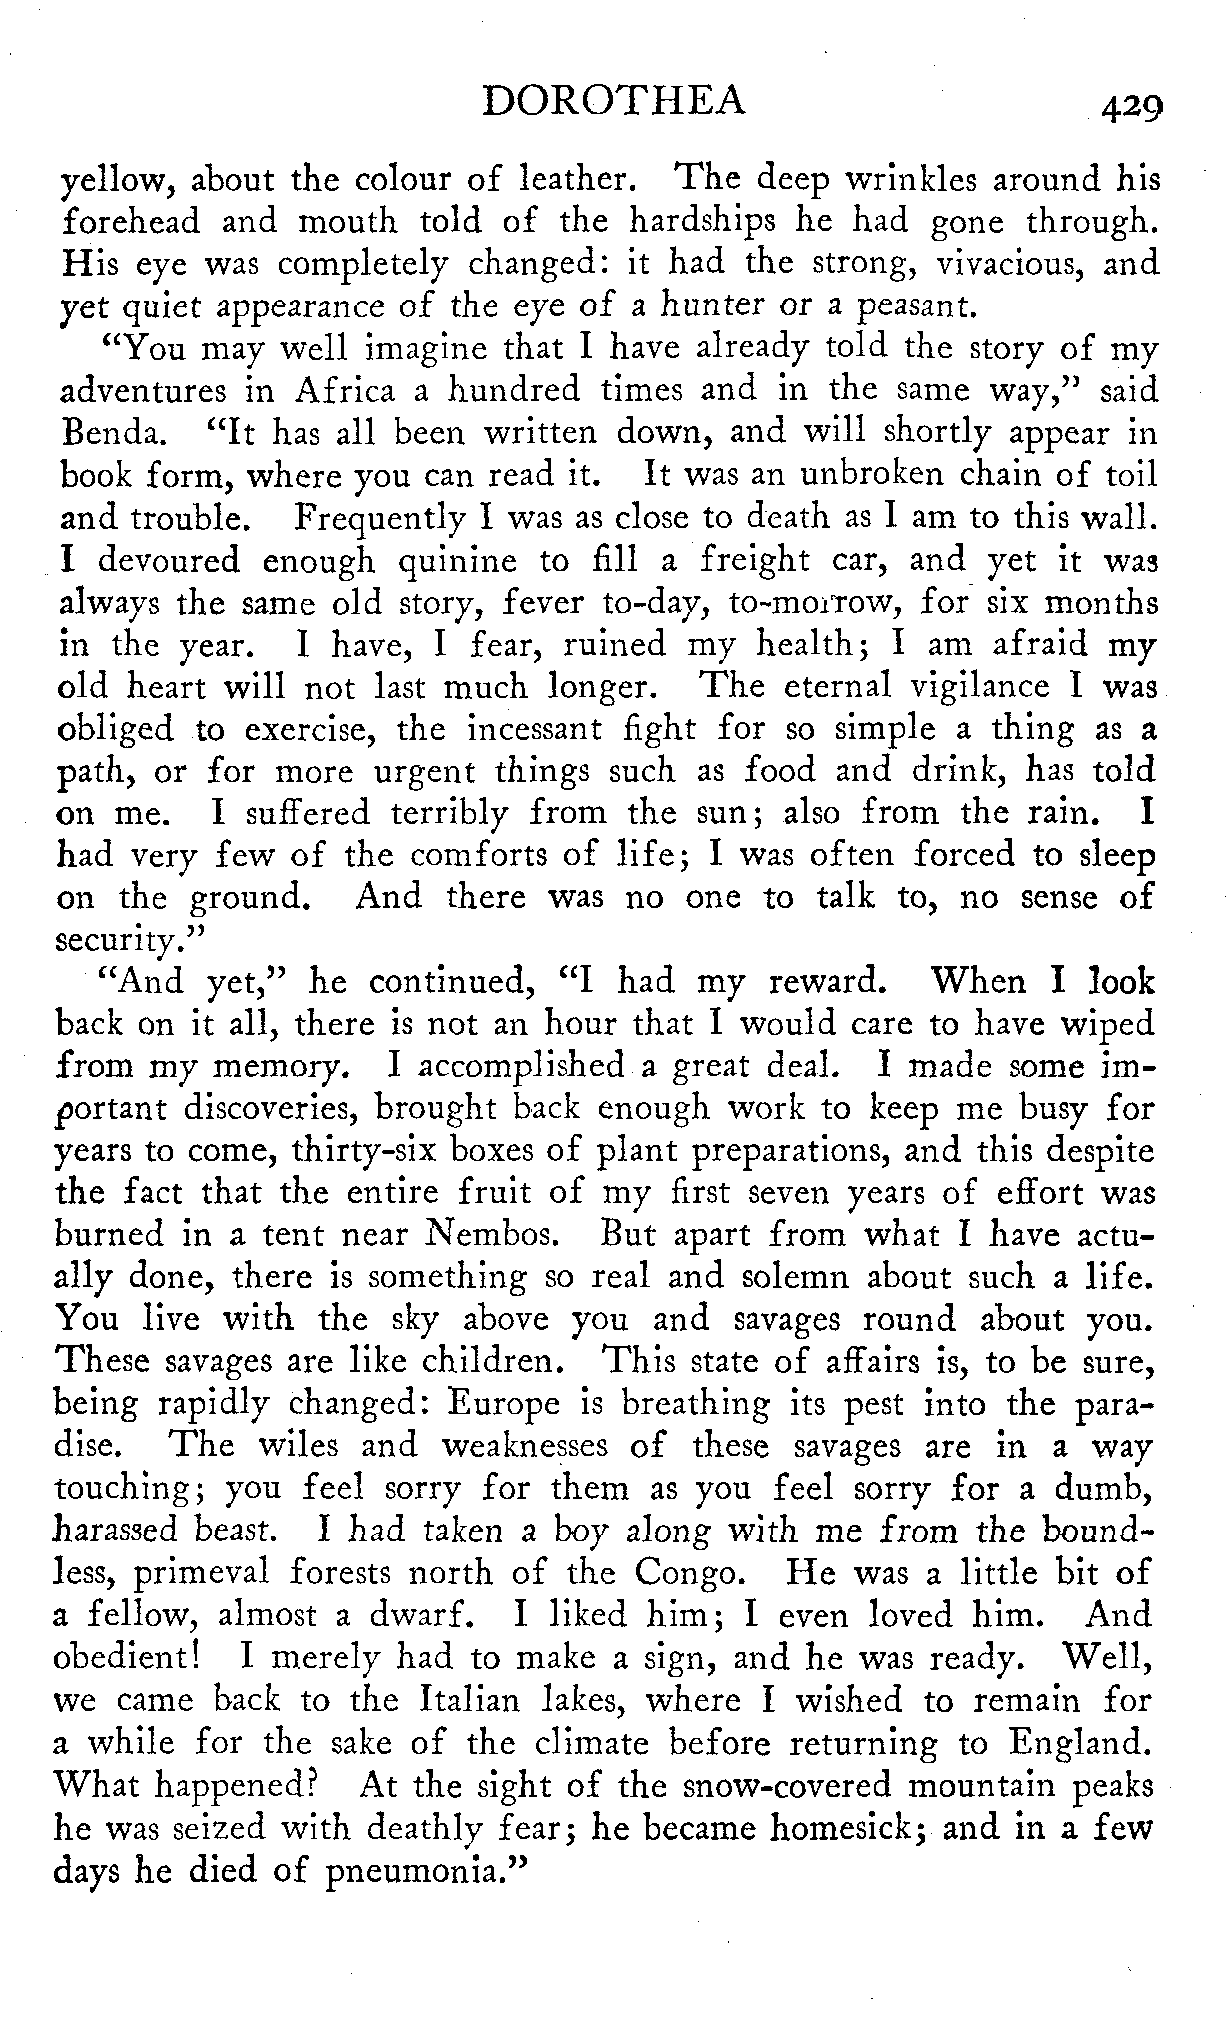 DOROTHEA 429
yellow, about the colour of leather. The deep wrinkles around his
forehead and mouth told of the hardships he had gone through.
His eye was completely changed: it had the strong, vivacious, and
yet quiet appearance of the eye of a hunter or a peasant.
“You may well imagine that I have already told the story of my
adventures in Africa a hundred times and in the same way,” said
Benda. “It has all been written down, and will shortly appear in
book form, where you can read it. It was an unbroken chain of toil
and trouble. Frequently I was as close to death as I am to this wall.
I devoured enough quinine to fill a freight car, and yet it was
always the same old story, fever to-day, to-morrow, for six months
in the year. I have, I fear, ruined my health; I am afraid my
old heart will not last much longer. The eternal vigilance I was
obliged to exercise, the incessant fight for so simple a thing as a
path, or for more urgent things such as food and drink, has told
on me. I suffered terribly from the sun; also from the rain. I
had very few of the comforts of life; I was often forced to sleep
on the ground. And there was no one to talk to, no sense of
security.”
“And yet,” he continued, “I had my reward. When I look
back on it all, there is not an hour that I would care to have wiped
from my memory. I accomplished a great deal. I made some im-
portant discoveries, brought back enough work to keep me busy for
years to come, thirty-six boxes of plant preparations, and this despite
the fact that the entire fruit of my first seven years of effort was
burned in a tent near Nembos. But apart from what I have actu-
ally done, there is something so real and solemn about such a life.
You live with the sky above you and savages round about you.
These savages are like children. This state of affairs is, to be sure,
being rapidly changed: Europe is breathing its pest into the para-
dise. The wiles and weaknesses of these savages are in a way
touching; you feel sorry for them as you feel sorry for a dumb,
harassed beast. I had taken a boy along with me from the bound-
less, primeval forests north of the Congo. He was a little bit of
a fellow, almost a dwarf. I liked him; I even loved him. And
obedient! I merely had to make a sign, and he was ready. Well,
we came back to the Italian lakes, where I wished to remain for
a while for the sake of the climate before returning to England.
What happened? At the sight of the snow-covered mountain peaks
he was seized with deathly fear; he became homesick; and in a few
days he died of pneumonia.”